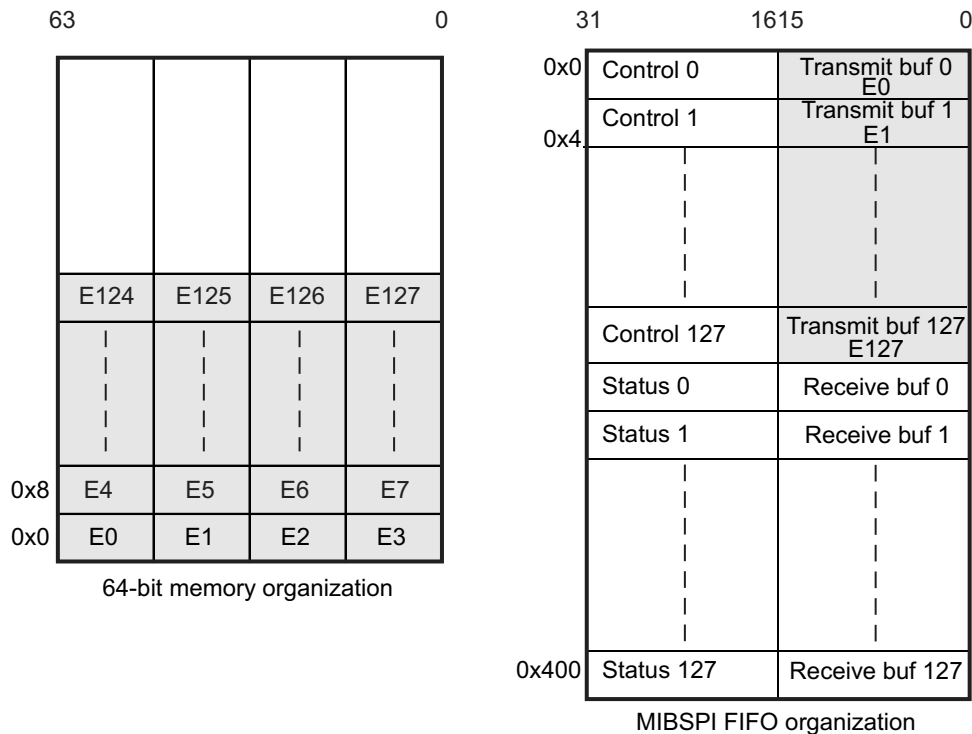 63 0
E124 E125 E126 E127
0x8 E4 E5 E6 E7
0x0 E0 E1 E2 E3
64-bit memory organization
31 1615 0
0x0 Control 0 Transmit buf 0
E0
Control 1 Transmit buf 1
0x4 E1
Control 127 Transmit buf 127
E127
Status 0 Receive buf 0
Status 1 Receive buf 1
0x400 Status 127 Receive buf 127
MIBSPI FIFO organization